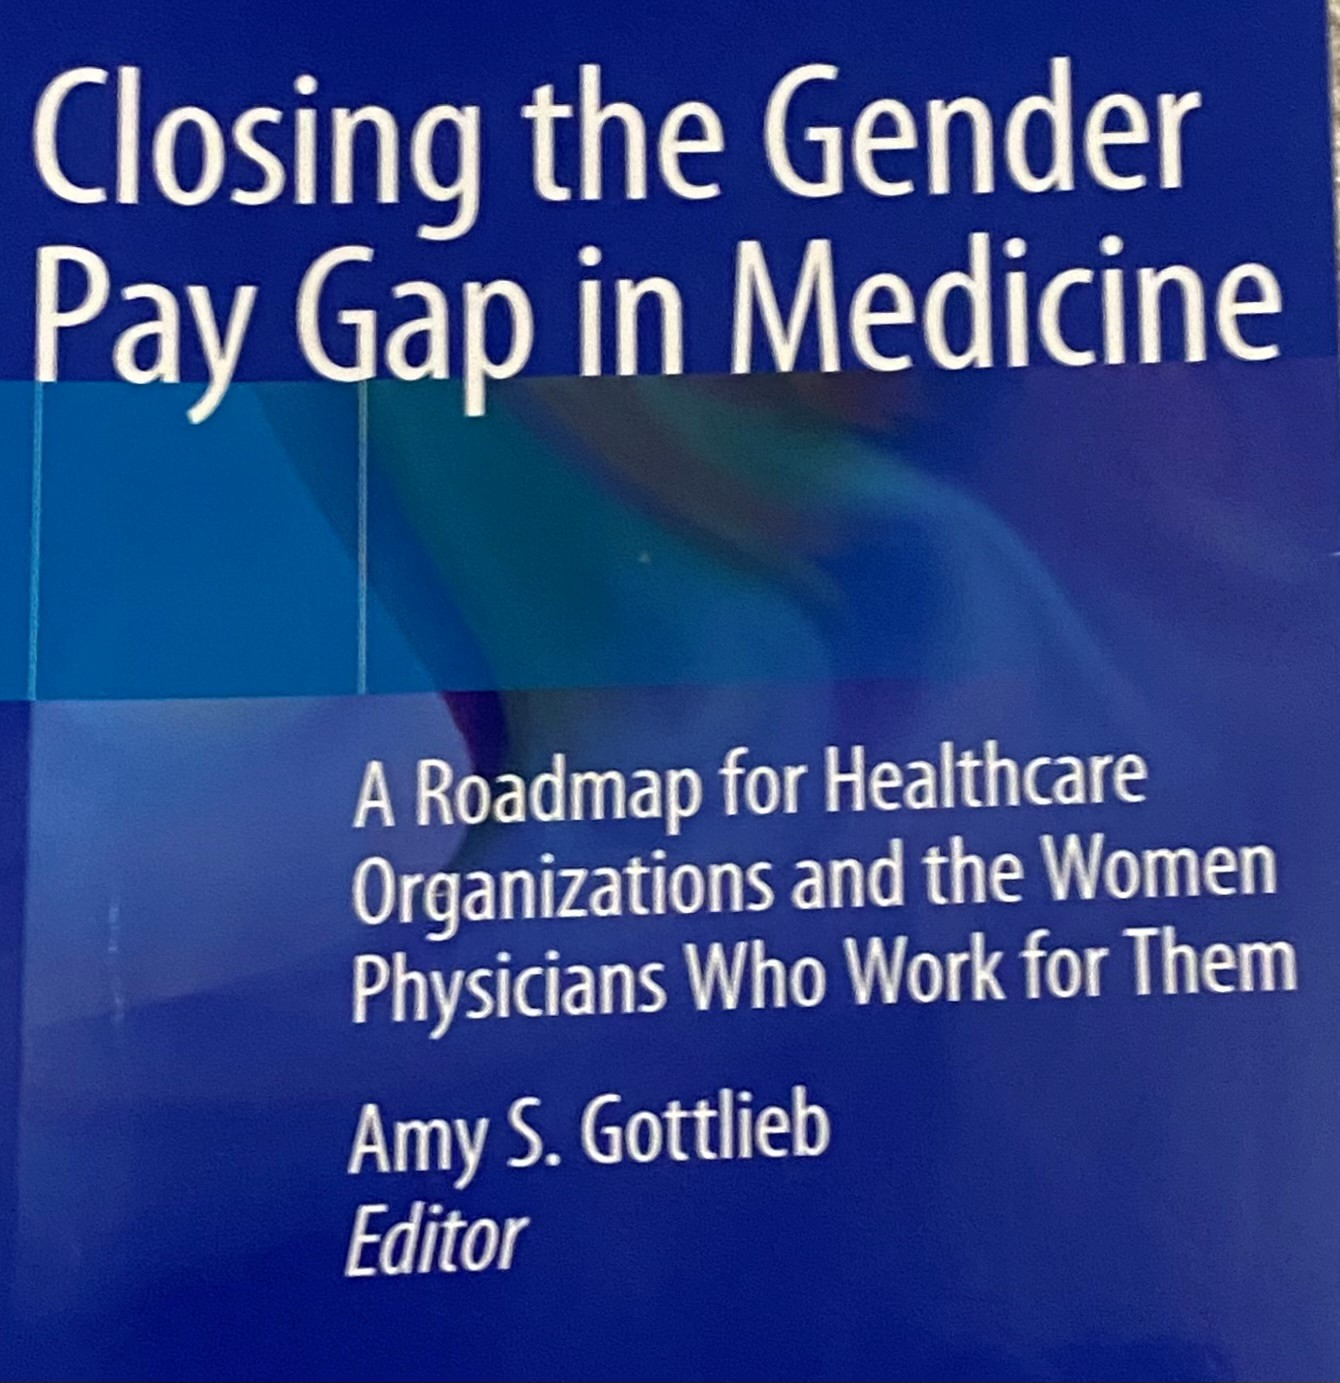 Closing the Gender
Pay Gap in Medicine
A Roadmap for Healthcare
Organizations and the Women
Physicians Who Work for Them
Amy S. Gottlieb
Editor